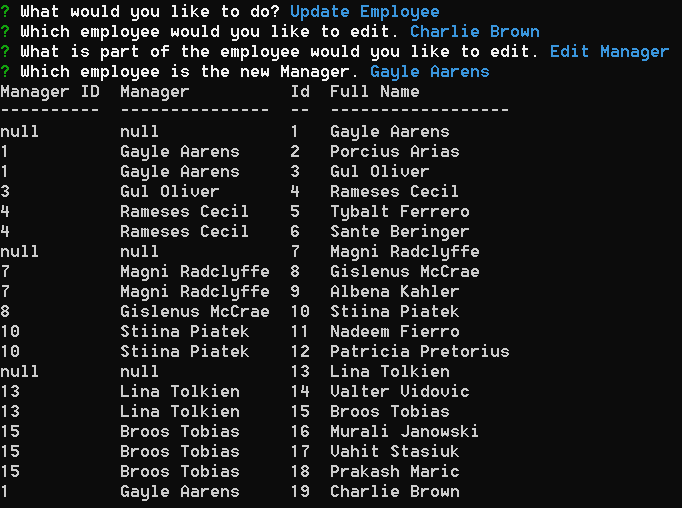 ? What would you like to do? Update Employee
? Which employee would you like to edit. Charlie Brown
? What is part of the employee would you like to edit. Edit Manager
? Which employee is the new Manager. Gayle Aarens
Manager ID  Manager          Id  Full Name
----------  ---------------  --  ------------------
null        null             1   Gayle Aarens
1           Gayle Aarens     2   Porcius Arias
1           Gayle Aarens     3   Gul Oliver
3           Gul Oliver       4   Rameses Cecil
4           Rameses Cecil    5   Tybalt Ferrero
4           Rameses Cecil    6   Sante Beringer
null        null             7   Magni Radclyffe
7           Magni Radclyffe  8   Gislenus McCrae
7           Magni Radclyffe  9   Albena Kahler
8           Gislenus McCrae  10  Stiina Piatek
10          Stiina Piatek    11  Nadeem Fierro
10          Stiina Piatek    12  Patricia Pretorius
null        null             13  Lina Tolkien
13          Lina Tolkien     14  Valter Vidovic
13          Lina Tolkien     15  Broos Tobias
15          Broos Tobias     16  Murali Janowski
15          Broos Tobias     17  Vahit Stasiuk
15          Broos Tobias     18  Prakash Maric
1           Gayle Aarens     19  Charlie Brown